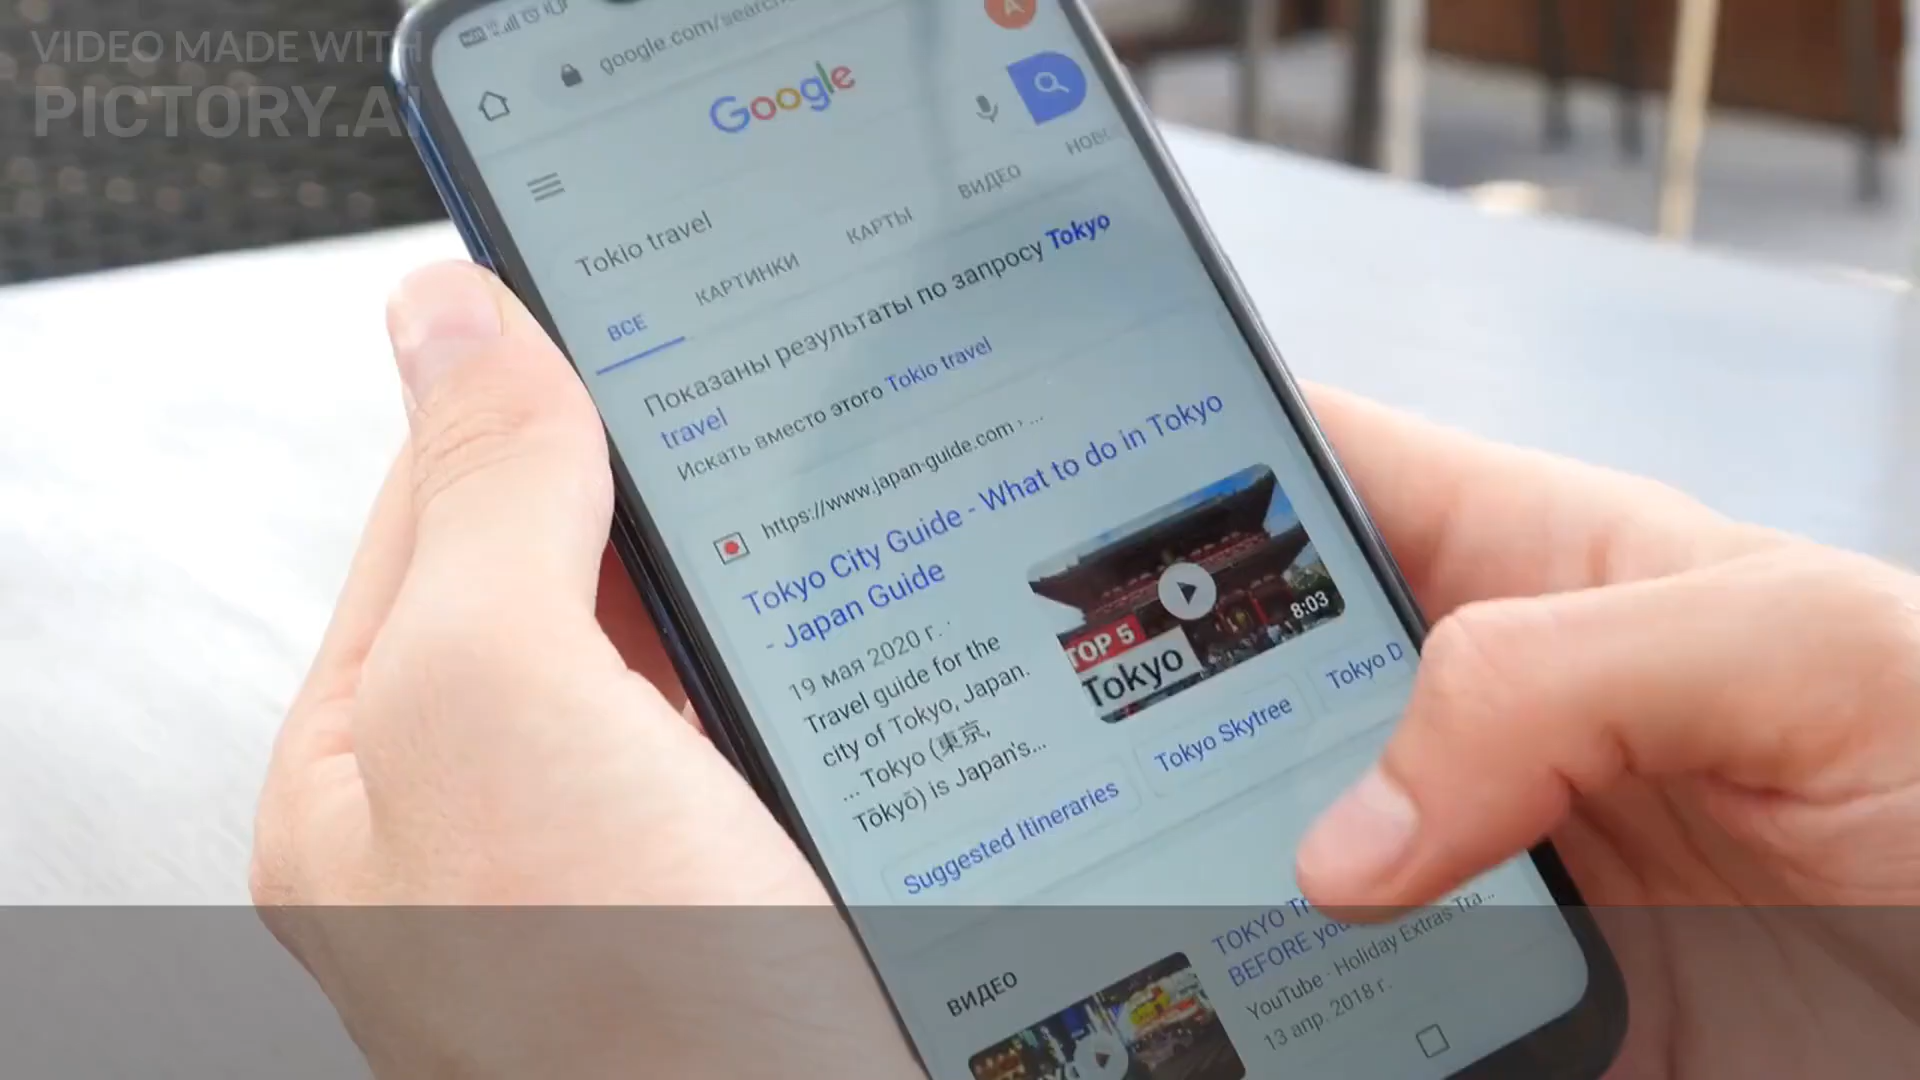 VIDEO MADE WITH
PICTORY.AI
google.com/search
A
Google
Tokio travel
ВСЕ КАРТИНКИ КАРТЫ ВИДЕО
Показаны результаты по запросу Tokyo
travel
Искать вместо этого Tokio travel
https://www.japan-guide.com › ...
Tokyo City Guide - What to do in Tokyo
- Japan Guide
19 мая 2020 г. ·
Travel guide for the
city of Tokyo, Japan.
... Tokyo (東京,
Tōkyō) is Japan's...
TOP 5
Tokyo
8:03
Suggested Itineraries Tokyo Skytree Tokyo D
ВИДЕО
TOKYO
BEFORE
YouTube · Holiday Extras Tra...
13 апр. 2018 г.